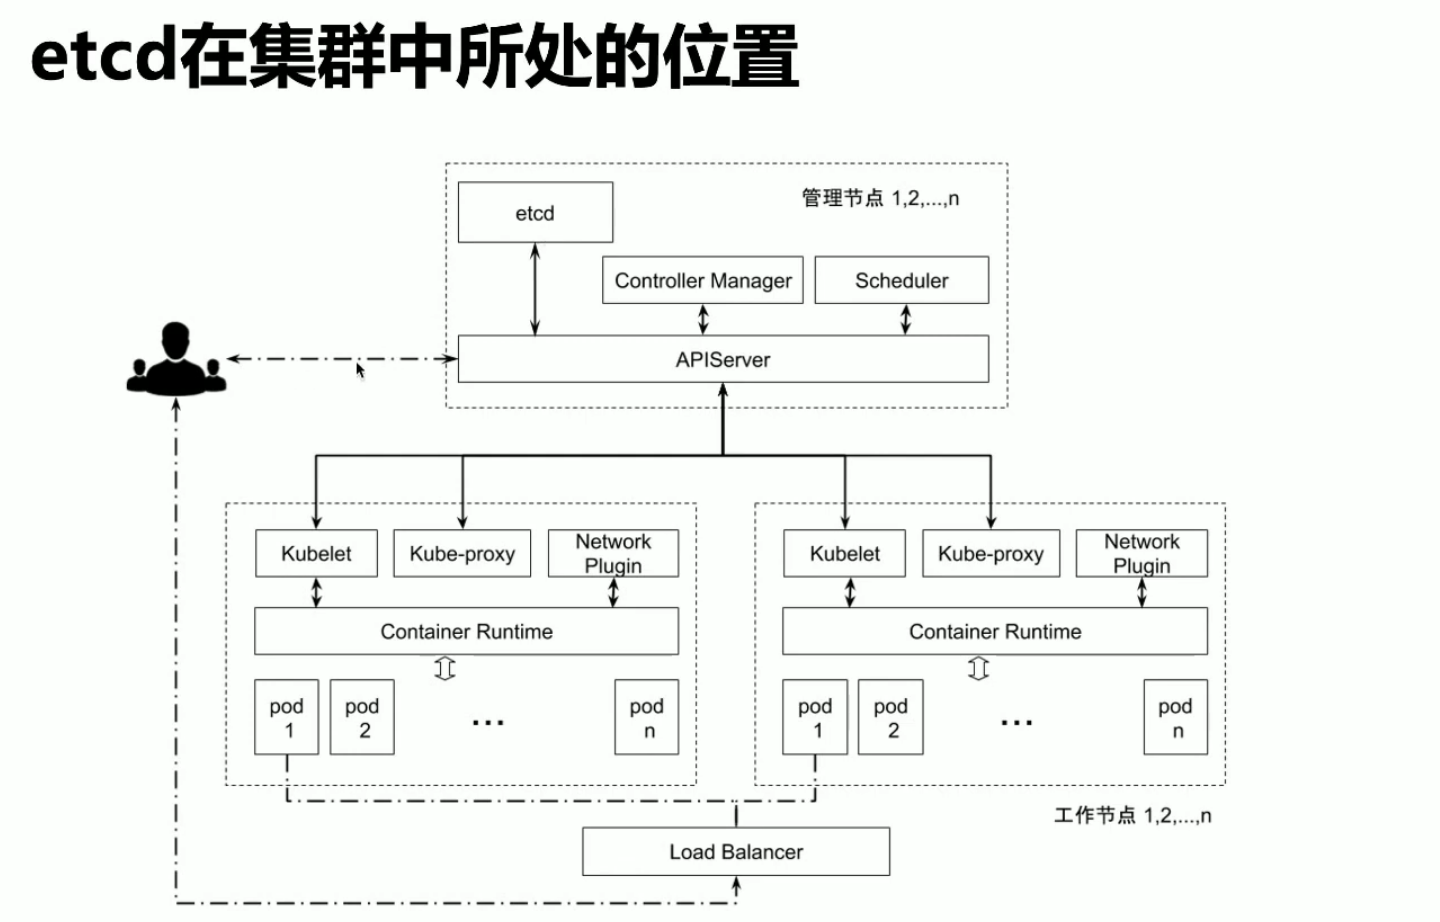 etcd在集群中所处的位置
管理节点 1,2,...,n
etcd
Controller Manager
Scheduler
APIServer
Kubelet
Kube-proxy
Network
Plugin
Container Runtime
pod
1
pod
2
...
pod
n
Kubelet
Kube-proxy
Network
Plugin
Container Runtime
pod
1
pod
2
...
pod
n
工作节点 1,2,...,n
Load Balancer